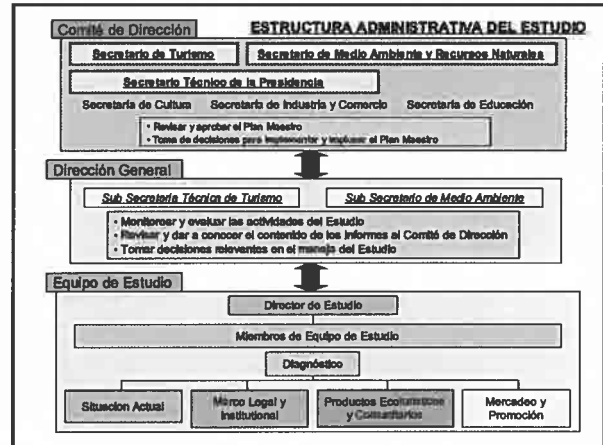 Comité de Dirección
ESTRUCTURA ADMINISTRATIVA DEL ESTUDIO
Secretario de Turismo
Secretario de Medio Ambiente y Recursos Naturales
Secretario Técnico de la Presidencia
Secretaría de Cultura
Secretaría de Industria y Comercio
Secretaría de Educación
• Revisar y aprobar el Plan Maestro
• Toma de decisiones para implementar y impulsar el Plan Maestro
Dirección General
Sub Secretaría Técnica de Turismo
Sub Secretario de Medio Ambiente
• Monitorear y evaluar las actividades del Estudio
• Revisar y dar a conocer el contenido de los informes al Comité de Dirección
• Tomar decisiones relevantes en el manejo del Estudio
Equipo de Estudio
Director de Estudio
Miembros de Equipo de Estudio
Diagnóstico
Situacion Actual
Marco Legal y
Institutional
Productos Ecoturísticos
y Comunitarios
Mercadeo y
Promoción